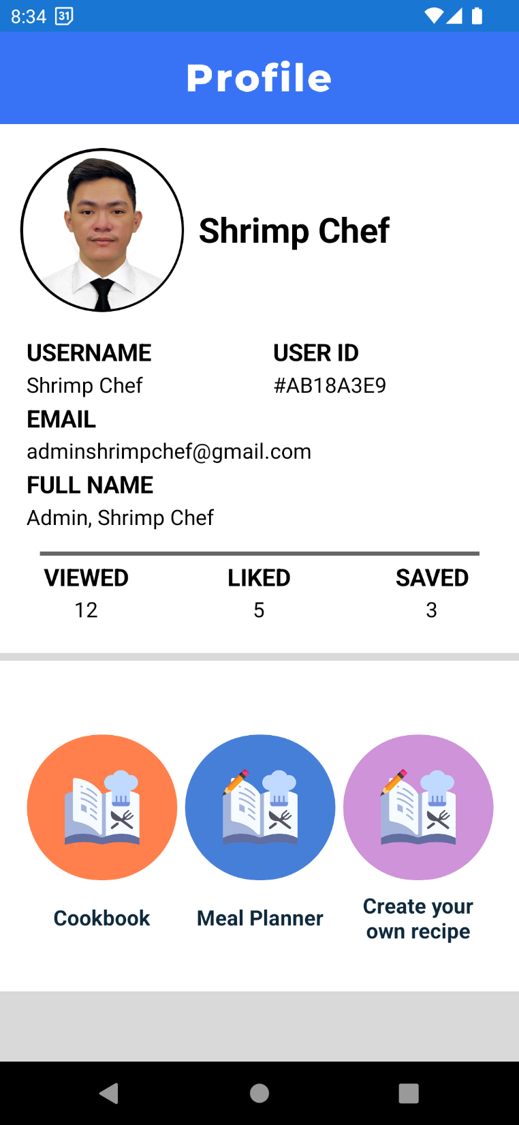 8:34 31
Profile
Shrimp Chef
USERNAME USER ID
Shrimp Chef #AB18A3E9
EMAIL
adminshrimpchef@gmail.com
FULL NAME
Admin, Shrimp Chef
VIEWED LIKED SAVED
12 5 3
Cookbook
Meal Planner
Create your
own recipe